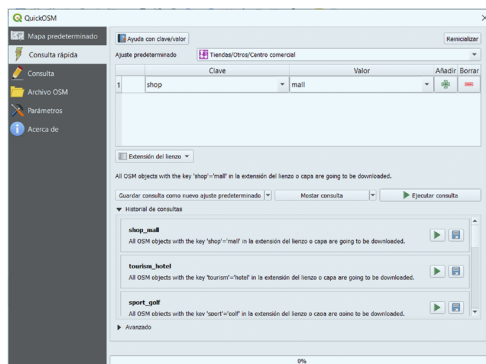 QuickOSM
Mapa predeterminado
Consulta rápida
Consulta
Archivo OSM
Parámetros
Acerca de
Ayuda con clave/valor
Reinicializar
Ajuste predeterminado
Tiendas/Otros/Centro comercial
Clave Valor Añadir Borrar
1 shop mall
Extensión del lienzo
All OSM objects with the key 'shop'='mall' in la extensión del lienzo o capa are going to be downloaded.
Guardar consulta como nuevo ajuste predeterminado
Mostar consulta
Ejecutar consulta
Historial de consultas
shop_mall
All OSM objects with the key 'shop'='mall' in la extensión del lienzo o capa are going to be downloaded.
tourism_hotel
All OSM objects with the key 'tourism'='hotel' in la extensión del lienzo o capa are going to be downloaded.
sport_golf
All OSM objects with the key 'sport'='golf' in la extensión del lienzo o capa are going to be downloaded.
Avanzado
0%